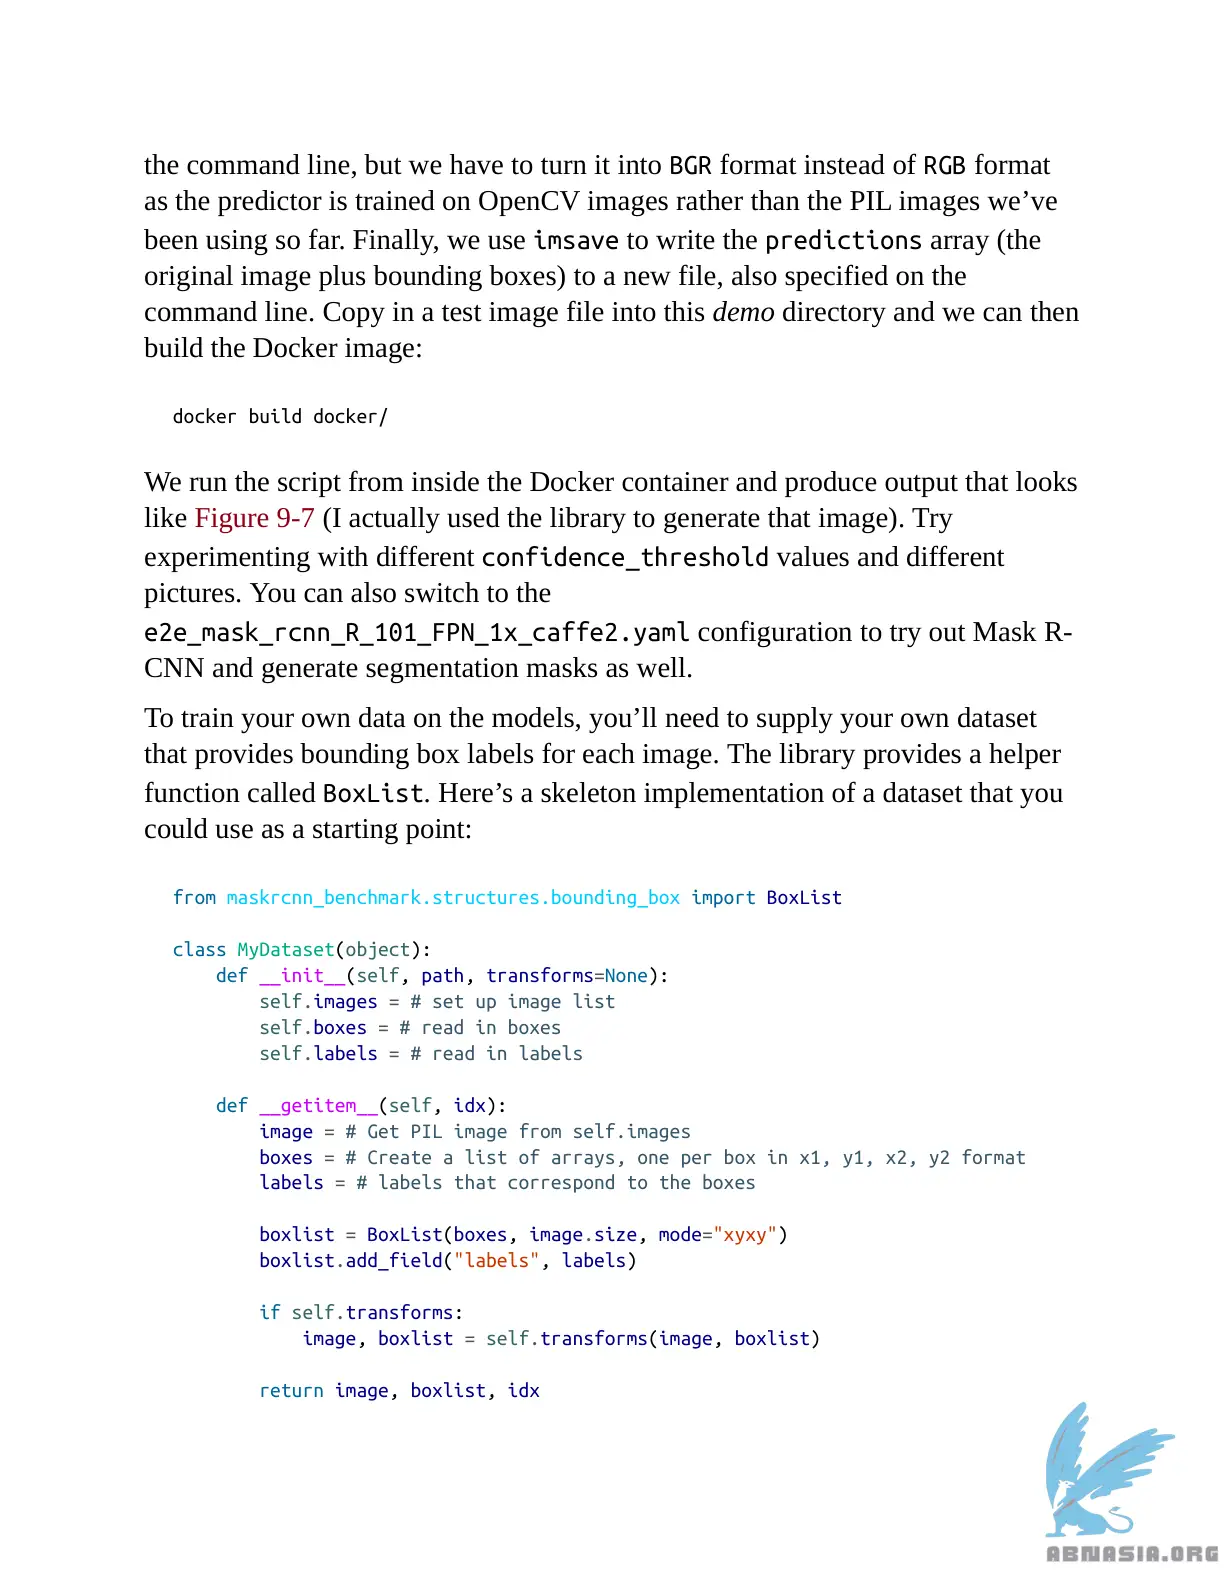 the command line, but we have to turn it into BGR format instead of RGB format
as the predictor is trained on OpenCV images rather than the PIL images we’ve
been using so far. Finally, we use imsave to write the predictions array (the
original image plus bounding boxes) to a new file, also specified on the
command line. Copy in a test image file into this demo directory and we can then
build the Docker image:
docker build docker/
We run the script from inside the Docker container and produce output that looks
like Figure 9-7 (I actually used the library to generate that image). Try
experimenting with different confidence_threshold values and different
pictures. You can also switch to the
e2e_mask_rcnn_R_101_FPN_1x_caffe2.yaml configuration to try out Mask R-
CNN and generate segmentation masks as well.
To train your own data on the models, you’ll need to supply your own dataset
that provides bounding box labels for each image. The library provides a helper
function called BoxList. Here’s a skeleton implementation of a dataset that you
could use as a starting point:
from maskrcnn_benchmark.structures.bounding_box import BoxList
class MyDataset(object):
    def __init__(self, path, transforms=None):
        self.images = # set up image list
        self.boxes = # read in boxes
        self.labels = # read in labels
    def __getitem__(self, idx):
        image = # Get PIL image from self.images
        boxes = # Create a list of arrays, one per box in x1, y1, x2, y2 format
        labels = # labels that correspond to the boxes
        boxlist = BoxList(boxes, image.size, mode="xyxy")
        boxlist.add_field("labels", labels)
        if self.transforms:
            image, boxlist = self.transforms(image, boxlist)
        return image, boxlist, idx
ABNASIA.ORG